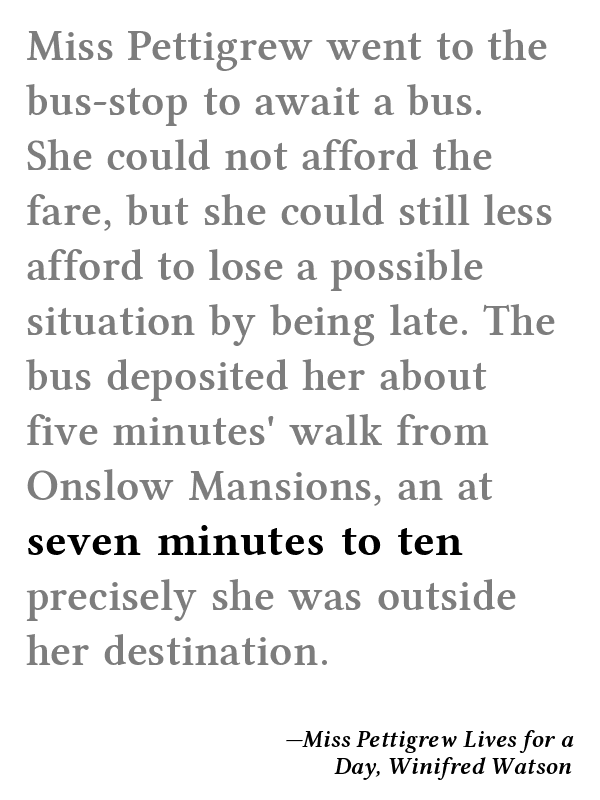 Miss Pettigrew went to the
bus-stop to await a bus.
She could not afford the
fare, but she could still less
afford to lose a possible
situation by being late. The
bus deposited her about
five minutes' walk from
Onslow Mansions, an at
seven minutes to ten
precisely she was outside
her destination.
—Miss Pettigrew Lives for a
Day, Winifred Watson